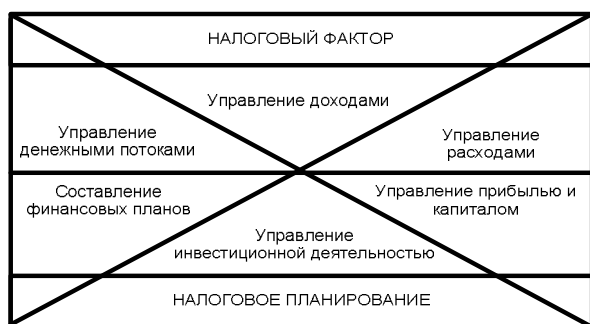 НАЛОГОВЫЙ ФАКТОР
Управление доходами
Управление
денежными потоками
Управление
расходами
Составление
финансовых планов
Управление прибылью и
капиталом
Управление
инвестиционной деятельностью
НАЛОГОВОЕ ПЛАНИРОВАНИЕ